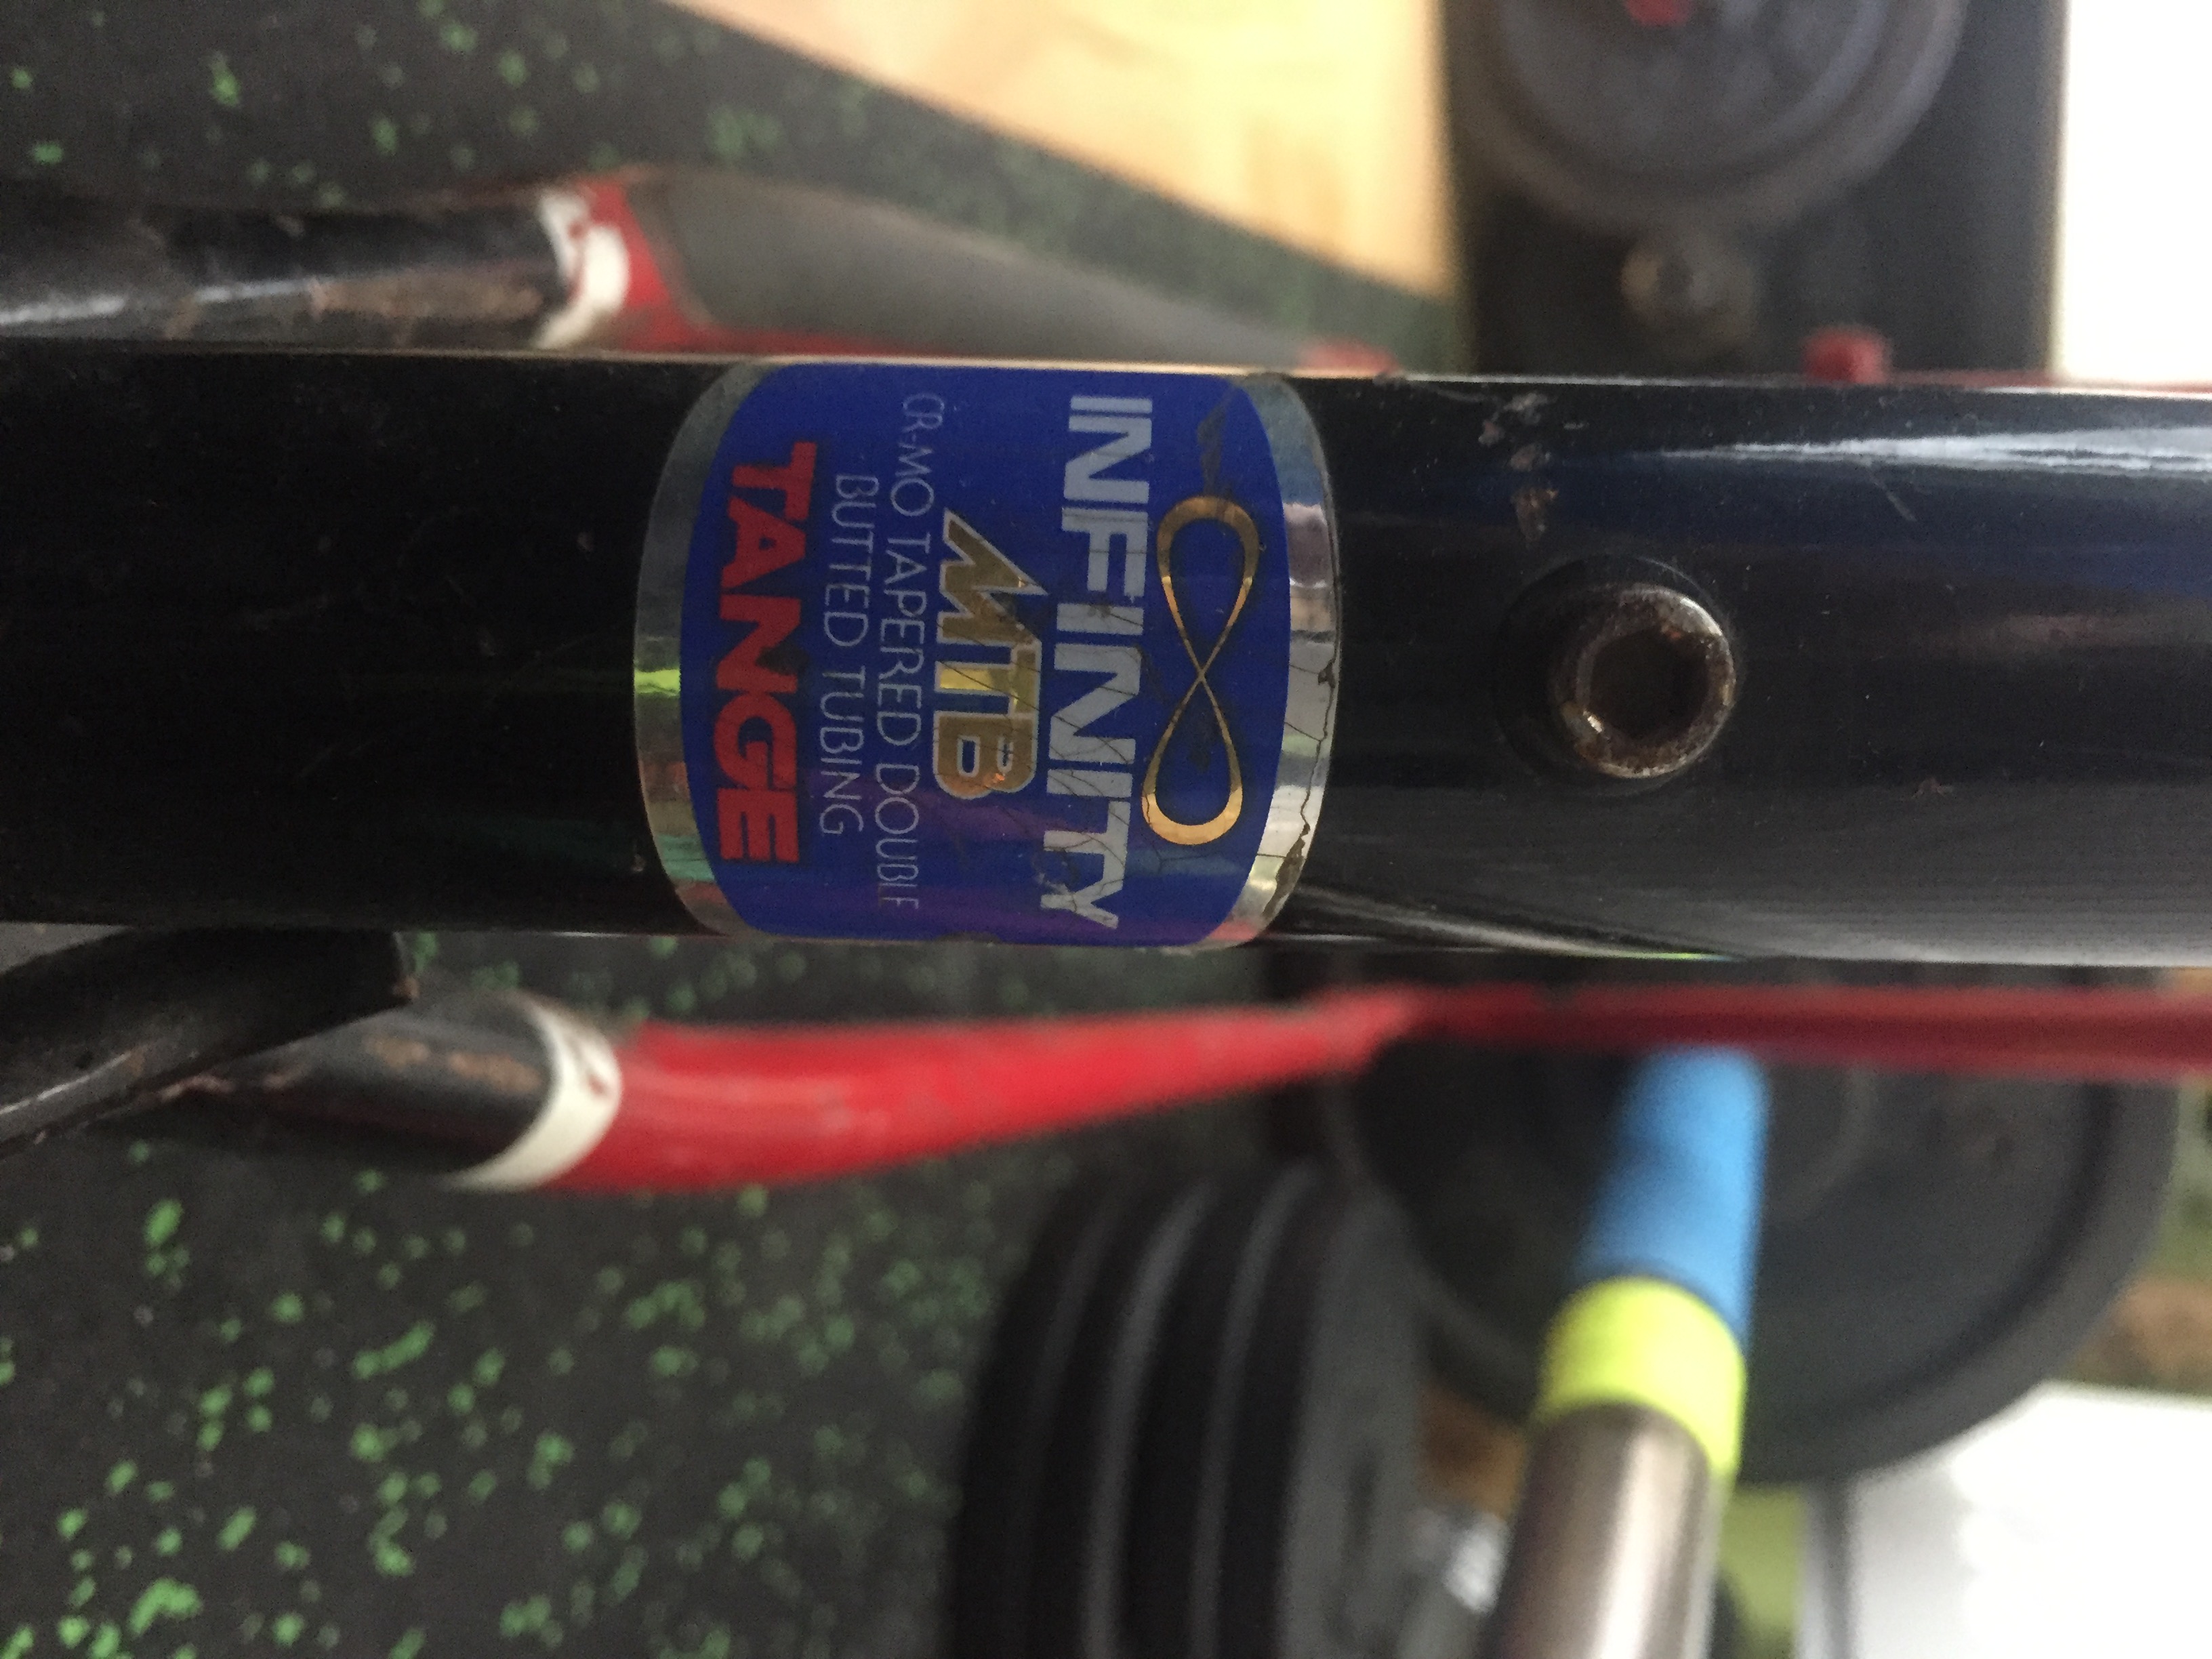 INFINITY
MTB
CR-MO TAPERED DOUBLE
BUTTED TUBING
TANGE